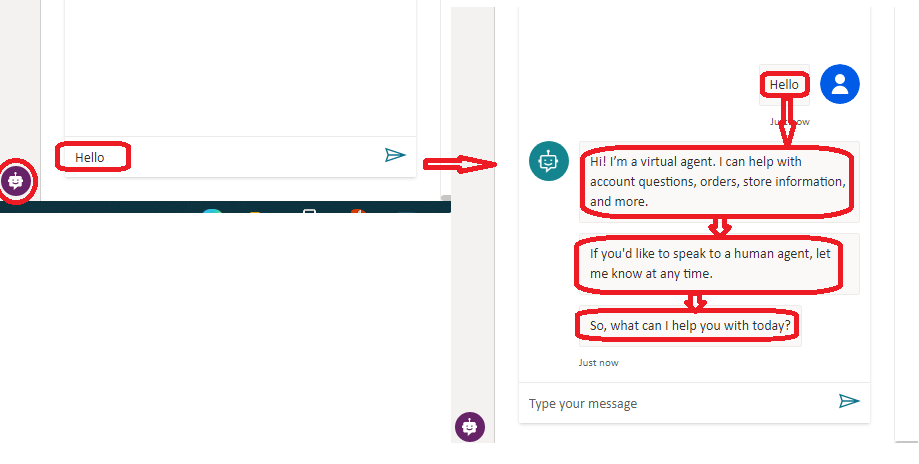 Hello
Hello
Just now
Hi! I'm a virtual agent. I can help with
account questions, orders, store information,
and more.
If you'd like to speak to a human agent, let
me know at any time.
So, what can I help you with today?
Just now
Type your message